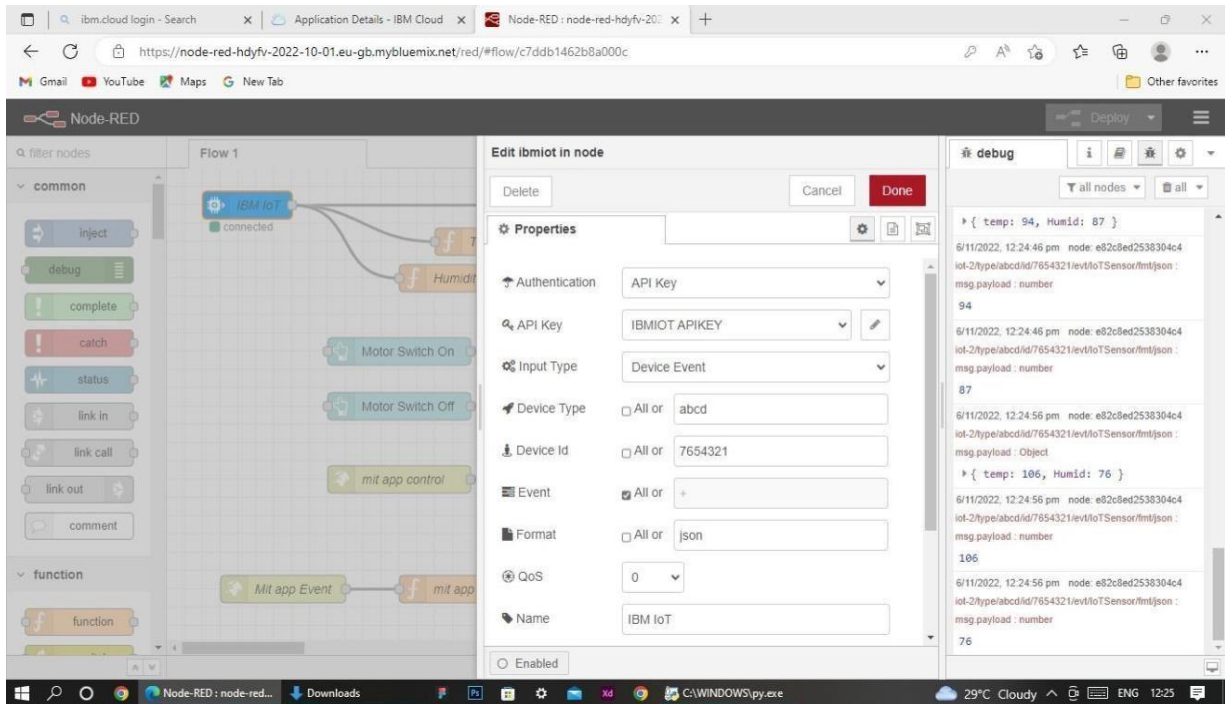 ibm.cloud login - Search
Application Details - IBM Cloud
Node-RED : node-red-hdyfv-202
https://node-red-hdyfv-2022-10-01.eu-gb.mybluemix.net/red/#flow/c7ddb1462b8a000c
Gmail YouTube Maps New Tab Other favorites
Node-RED Deploy
filter nodes
common
inject
debug
complete
catch
status
link in
link call
link out
comment
function
function
Flow 1
IBM IoT
connected
Humidit
Motor Switch On
Motor Switch Off
mit app control
Mit app Event mit app
Edit ibmiot in node
Delete Cancel Done
Properties
Authentication API Key
API Key IBMIOT APIKEY
Input Type Device Event
Device Type All or abcd
Device Id All or 7654321
Event All or +
Format All or json
QoS 0
Name IBM IoT
Enabled
debug i
all nodes all
{ temp: 94, Humid: 87 }
6/11/2022, 12:24:46 pm node: e82c8ed2538304c4
iot-2/type/abcd/id/7654321/evt/IoTSensor/fmt/json :
msg.payload : number
94
6/11/2022, 12:24:46 pm node: e82c8ed2538304c4
iot-2/type/abcd/id/7654321/evt/IoTSensor/fmt/json :
msg.payload : number
87
6/11/2022, 12:24:56 pm node: e82c8ed2538304c4
iot-2/type/abcd/id/7654321/evt/IoTSensor/fmt/json :
msg.payload : Object
{ temp: 106, Humid: 76 }
6/11/2022, 12:24:56 pm node: e82c8ed2538304c4
iot-2/type/abcd/id/7654321/evt/IoTSensor/fmt/json :
msg.payload : number
106
6/11/2022, 12:24:56 pm node: e82c8ed2538304c4
iot-2/type/abcd/id/7654321/evt/IoTSensor/fmt/json :
msg.payload : number
76
Node-RED : node-red... Downloads Ps Xd C:\WINDOWS\py.exe 29°C Cloudy ENG 12:25